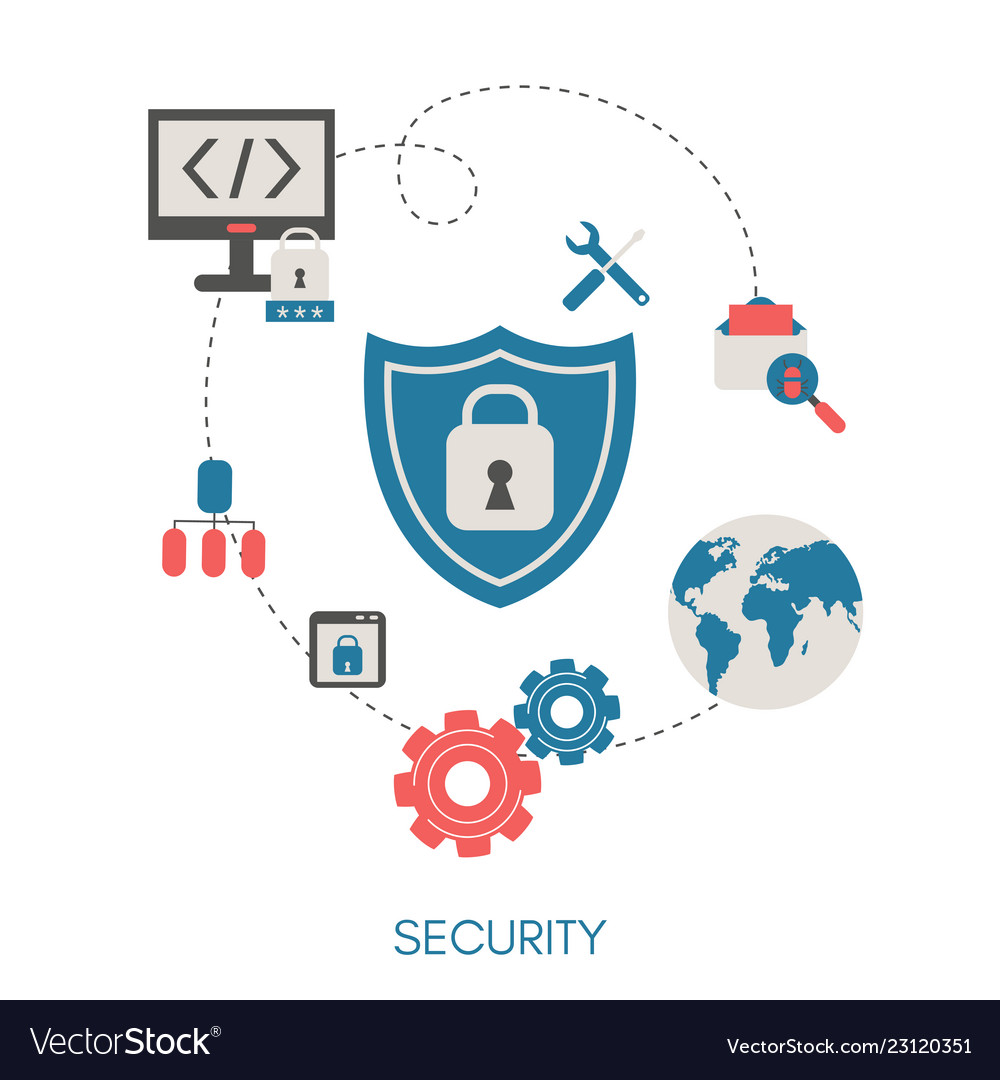 </>
***
SECURITY
VectorStock®
VectorStock.com/23120351